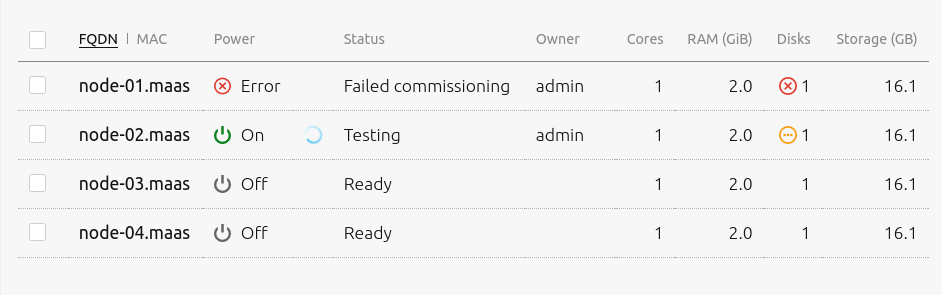 FQDN | MAC Power Status Owner Cores RAM (GiB) Disks Storage (GB)
node-01.maas Error Failed commissioning admin 1 2.0 1 16.1
node-02.maas On Testing admin 1 2.0 1 16.1
node-03.maas Off Ready 1 2.0 1 16.1
node-04.maas Off Ready 1 2.0 1 16.1